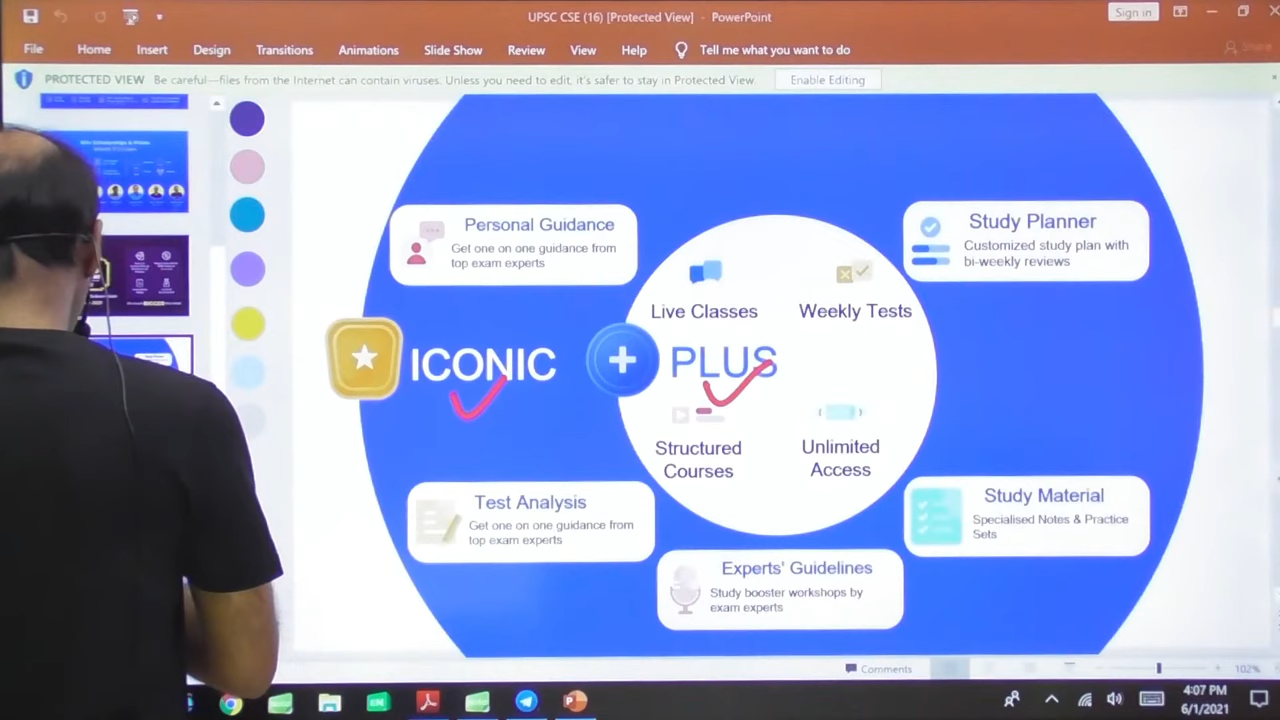 UPSC CSE (16) [Protected View] - PowerPoint
Sign in
File Home Insert Design Transitions Animations Slide Show Review View Help Tell me what you want to do
Share
PROTECTED VIEW Be careful—files from the Internet can contain viruses. Unless you need to edit, it's safer to stay in Protected View.
Enable Editing
Personal Guidance
Get one on one guidance from
top exam experts
Study Planner
Customized study plan with
bi-weekly reviews
Live Classes
Weekly Tests
ICONIC
+
PLUS
Structured
Courses
Unlimited
Access
Test Analysis
Get one on one guidance from
top exam experts
Study Material
Specialised Notes & Practice
Sets
Experts' Guidelines
Study booster workshops by
exam experts
Comments
102%
4:07 PM
6/1/2021